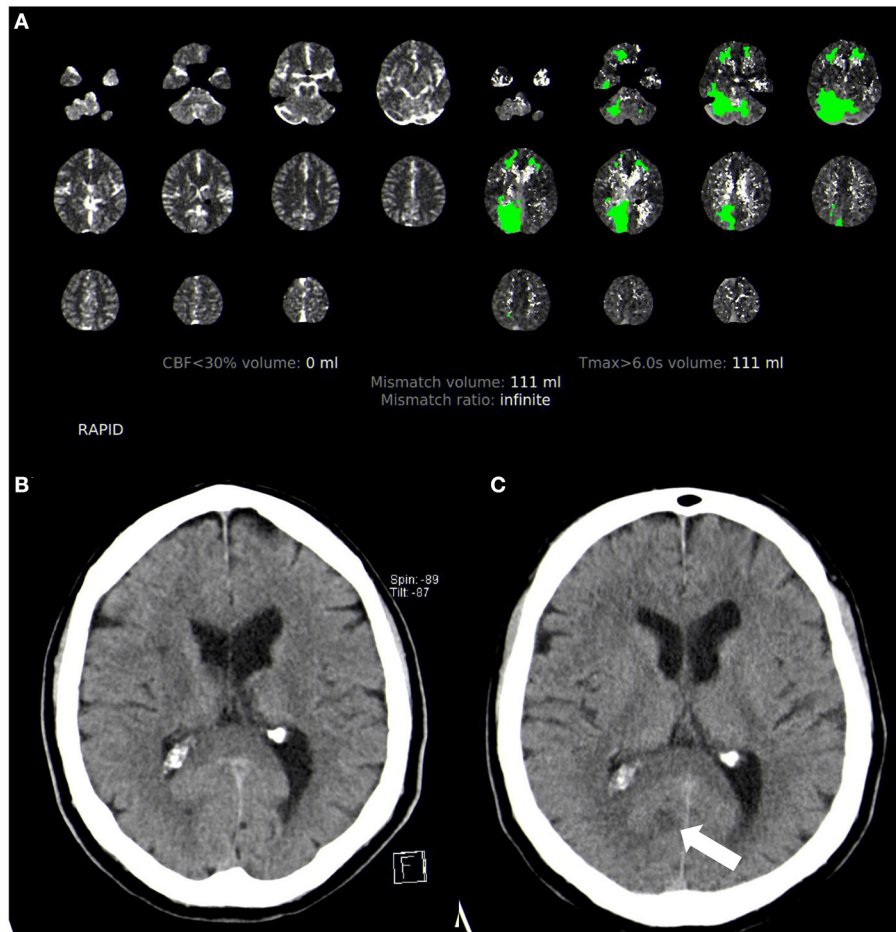 A
CBF<30% volume: 0 ml
Tmax>6.0s volume: 111 ml
Mismatch volume: 111 ml
Mismatch ratio: infinite
RAPID
B
C
Spin: -89
Tilt: -87
F